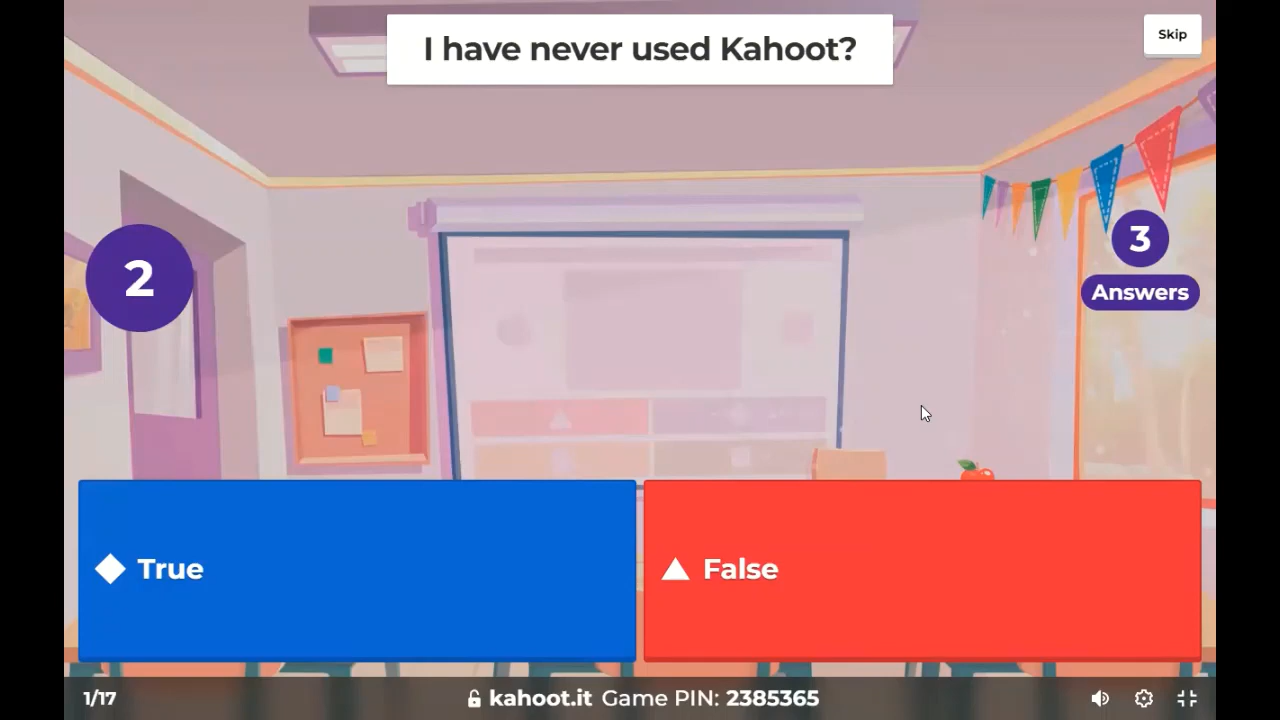 I have never used Kahoot?
Skip
2
3
Answers
True
False
1/17
kahoot.it Game PIN: 2385365